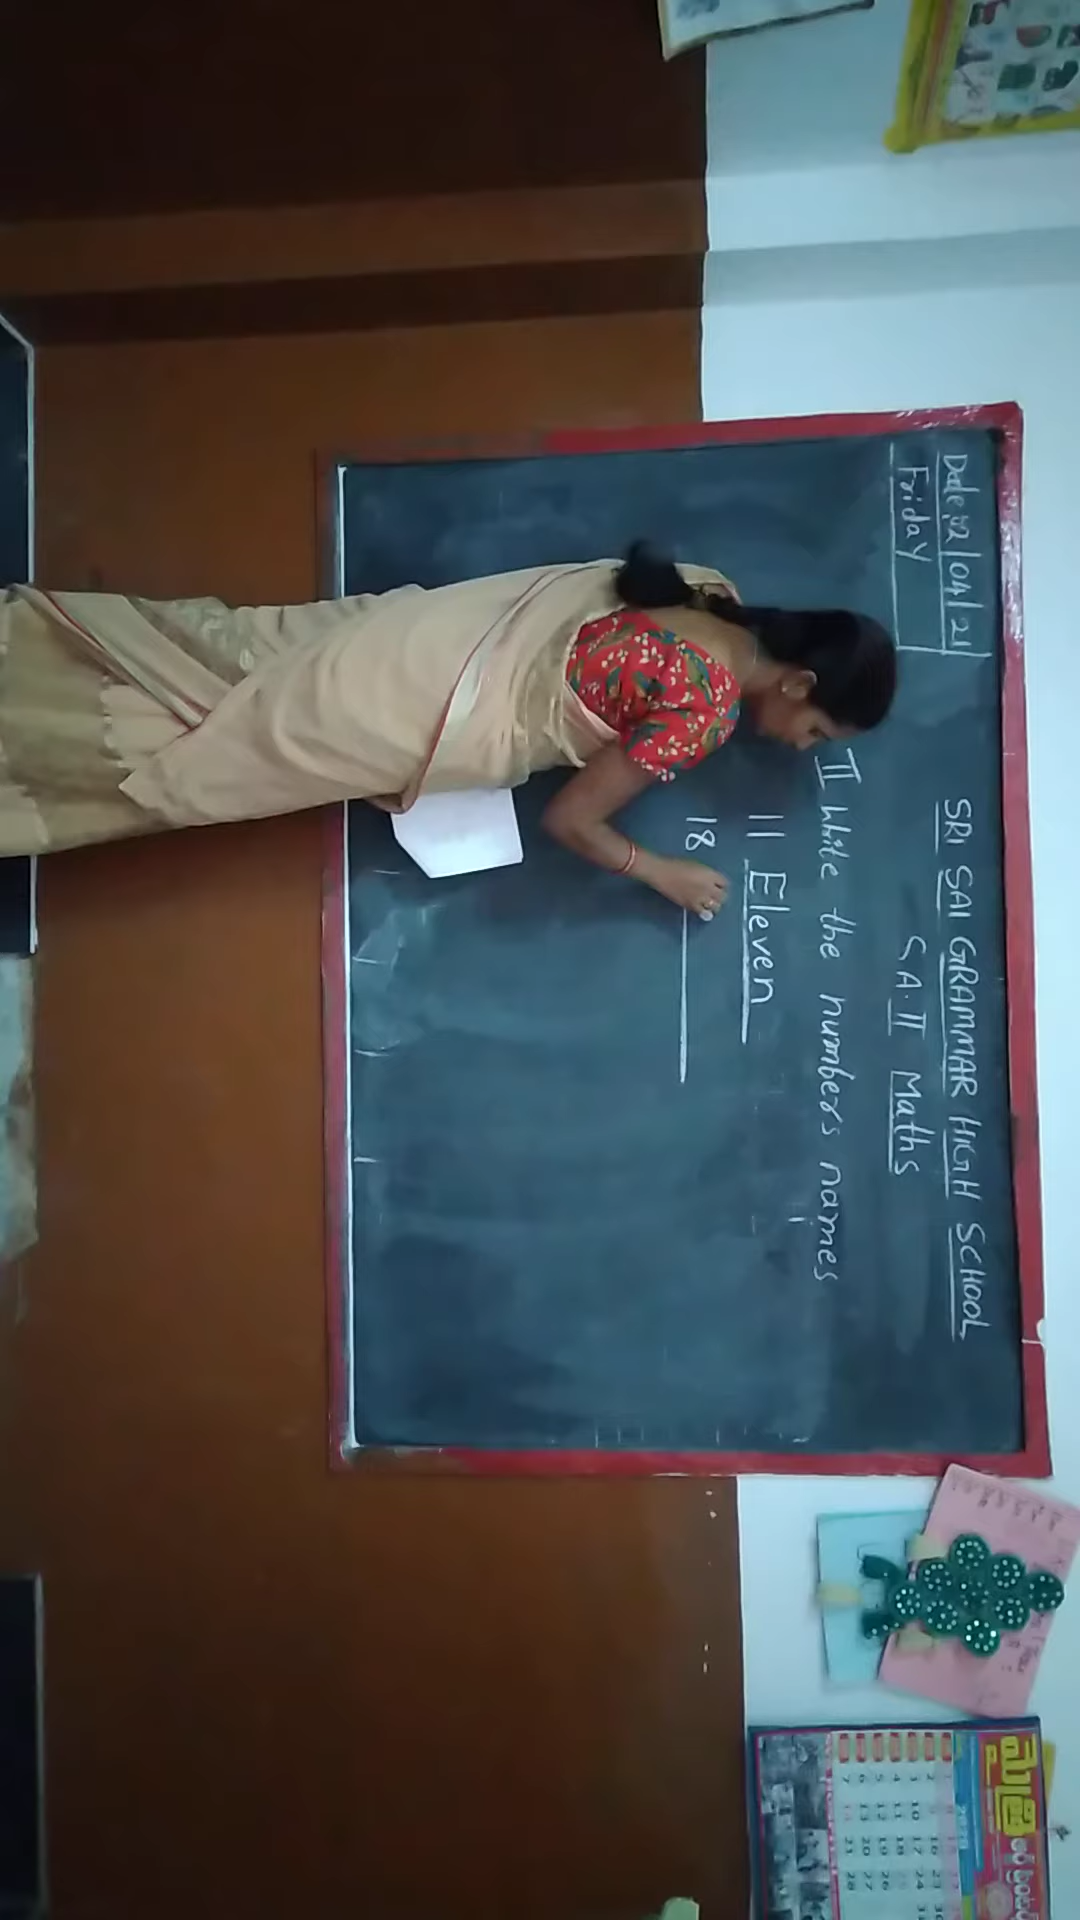 Date:02/04/21
Friday
SRI SAI GRAMMAR HIGH SCHOOL
S.A.II Maths
II Write the numbers names
11 Eleven
18